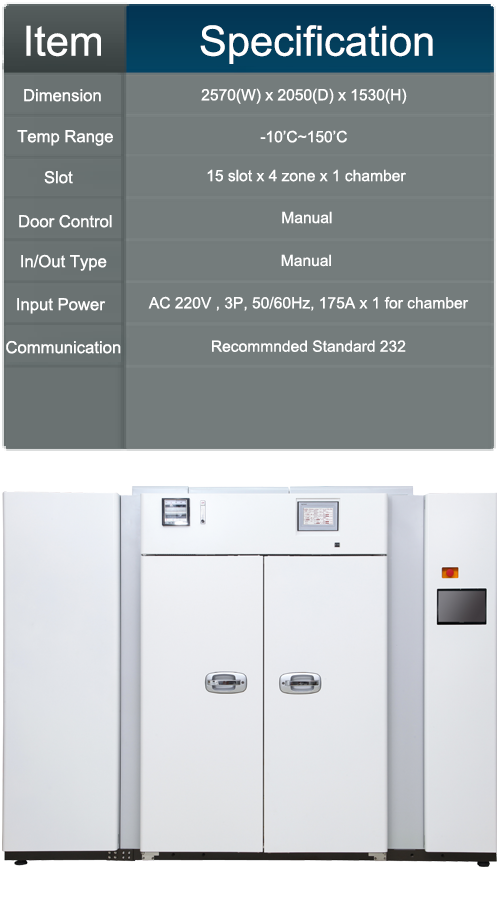 Item Specification
Dimension 2570(W) x 2050(D) x 1530(H)
Temp Range -10'C~150'C
Slot 15 slot x 4 zone x 1 chamber
Door Control Manual
In/Out Type Manual
Input Power AC 220V , 3P, 50/60Hz, 175A x 1 for chamber
Communication Recommnded Standard 232